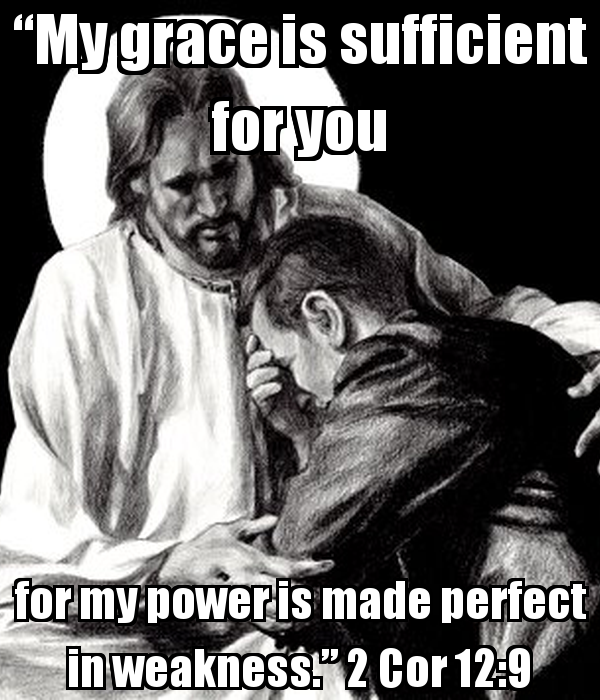 “My grace is sufficient
for you
for my power is made perfect
in weakness.” 2 Cor 12:9